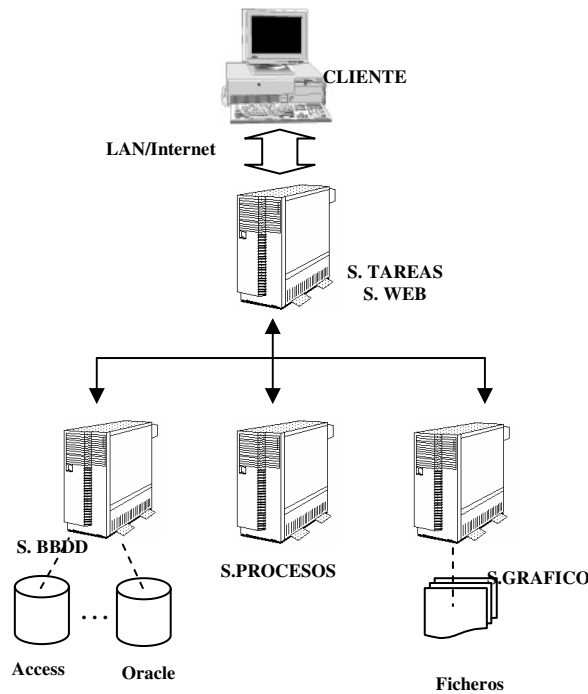 CLIENTE
LAN/Internet
S. TAREAS
S. WEB
S. BBDD
S.PROCESOS
S.GRAFICO
...
Access
Oracle
Ficheros